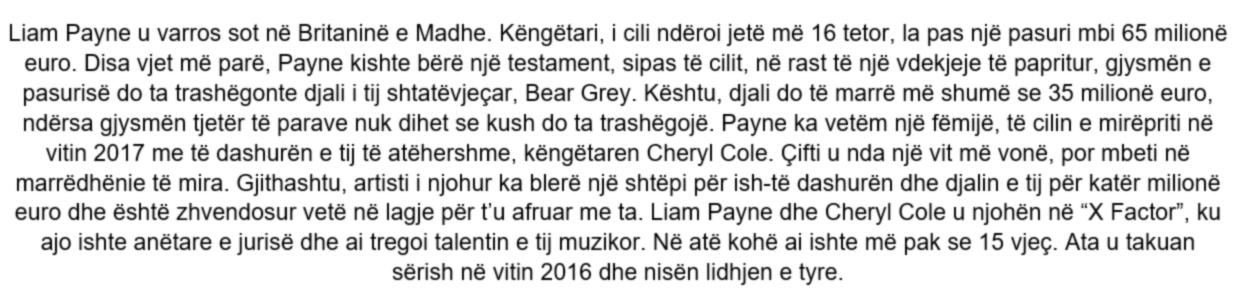 Liam Payne u varros sot në Britaninë e Madhe. Këngëtari, i cili ndëroi jetë më 16 tetor, la pas një pasuri mbi 65 milionë
euro. Disa vjet më parë, Payne kishte bërë një testament, sipas të cilit, në rast të një vdekjeje të papritur, gjysmën e
pasurisë do ta trashëgonte djali i tij shtatëvjeçar, Bear Grey. Kështu, djali do të marrë më shumë se 35 milionë euro,
ndërsa gjysmën tjetër të parave nuk dihet se kush do ta trashëgojë. Payne ka vetëm një fëmijë, të cilin e mirëpriti në
vitin 2017 me të dashurën e tij të atëhershme, këngëtaren Cheryl Cole. Çifti u nda një vit më vonë, por mbeti në
marrëdhënie të mira. Gjithashtu, artisti i njohur ka blerë një shtëpi për ish-të dashurën dhe djalin e tij për katër milionë
euro dhe është zhvendosur vetë në lagje për t’u afruar me ta. Liam Payne dhe Cheryl Cole u njohën në “X Factor”, ku
ajo ishte anëtare e jurisë dhe ai tregoi talentin e tij muzikor. Në atë kohë ai ishte më pak se 15 vjeç. Ata u takuan
sërish në vitin 2016 dhe nisën lidhjen e tyre.